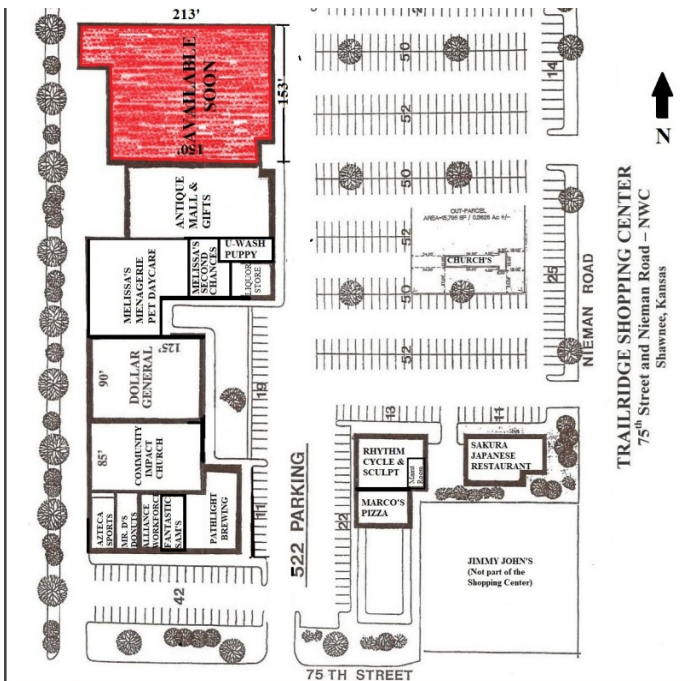 213'
AVAILABLE
SOON
153'
150'
ANTIQUE
MALL &
GIFTS
U-WASH
PUPPY
MELISSA'S
SECOND
CHANCES
LIQUOR
STORE
MELISSA'S
MENAGERIE
PET DAYCARE
125'
90'
DOLLAR
GENERAL
19
85'
COMMUNITY
IMPACT
CHURCH
AZTECA
SPORTS
MR. D'S
DONUTS
ALLIANCE
WORKFORCE
FANTASTIC
SAM'S
PATHLIGHT
BREWING
11
42
522 PARKING
50
14
52
50
52
OUT-PARCEL
CHURCH'S
50
25
52
NIEMAN ROAD
13
11
RHYTHM
CYCLE &
SCULPT
Maint
Room
SAKURA
JAPANESE
RESTAURANT
MARCO'S
PIZZA
22
JIMMY JOHN'S
(Not part of the
Shopping Center)
75 TH STREET
N
TRAILRIDGE SHOPPING CENTER
75th Street and Nieman Road – NWC
Shawnee, Kansas